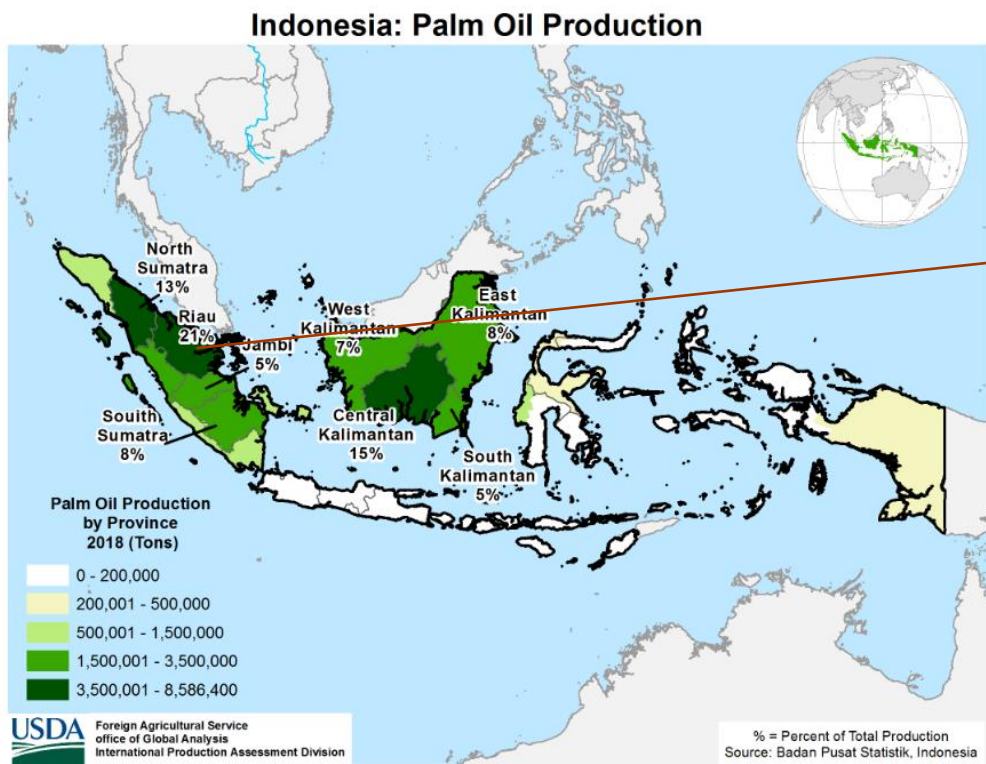 Indonesia: Palm Oil Production
North
Sumatra
13%
Riau
21%
Jambi
5%
West
Kalimantan
7%
East
Kalimantan
8%
Souith
Sumatra
8%
Central
Kalimantan
15%
South
Kalimantan
5%
Palm Oil Production
by Province
2018 (Tons)
0 - 200,000
200,001 - 500,000
500,001 - 1,500,000
1,500,001 - 3,500,000
3,500,001 - 8,586,400
USDA
Foreign Agricultural Service
office of Global Analysis
International Production Assessment Division
% = Percent of Total Production
Source: Badan Pusat Statistik, Indonesia